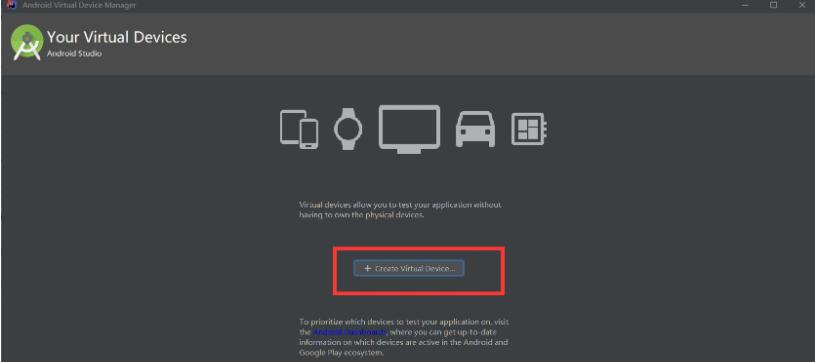 Android Virtual Device Manager
Your Virtual Devices
Android Studio
Virtual devices allow you to test your application without
having to own the physical devices.
+ Create Virtual Device...
To prioritize which devices to test your application on, visit
the Android Dashboards, where you can get up-to-date
information on which devices are active in the Android and
Google Play ecosystem.